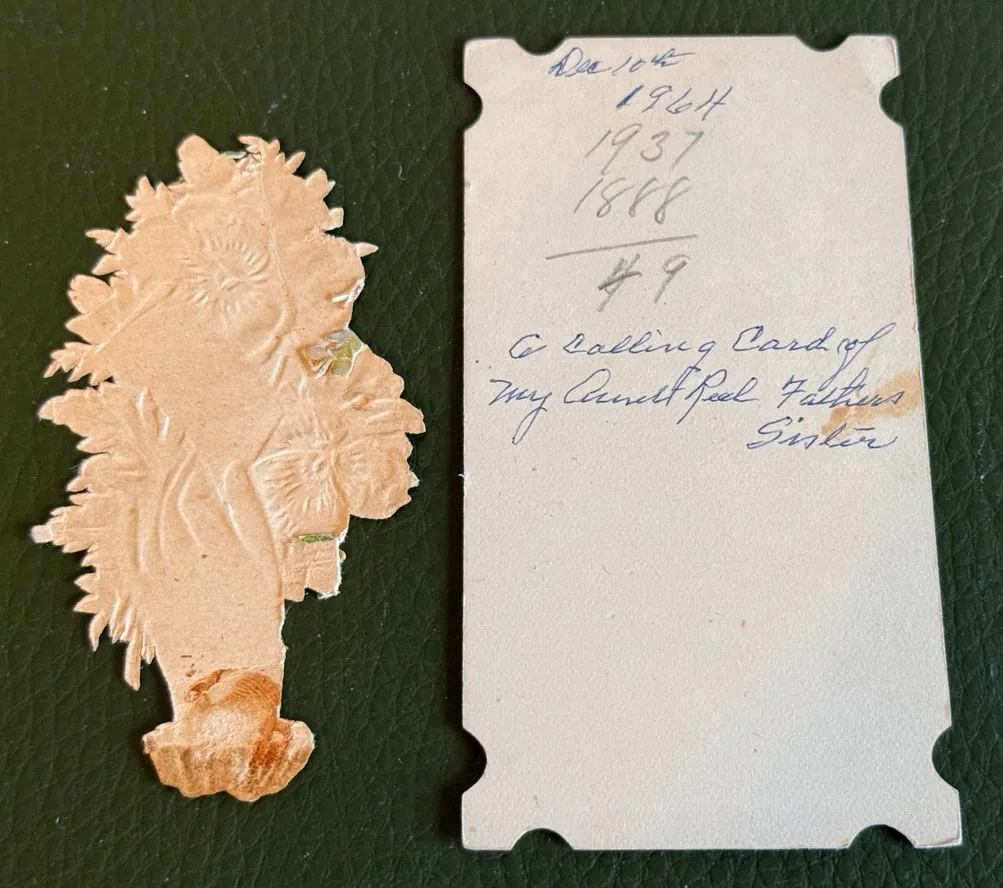 Dec 10th
1964
1937
1888
49
a calling Card of
my Aunt Reel Fathers
Sister